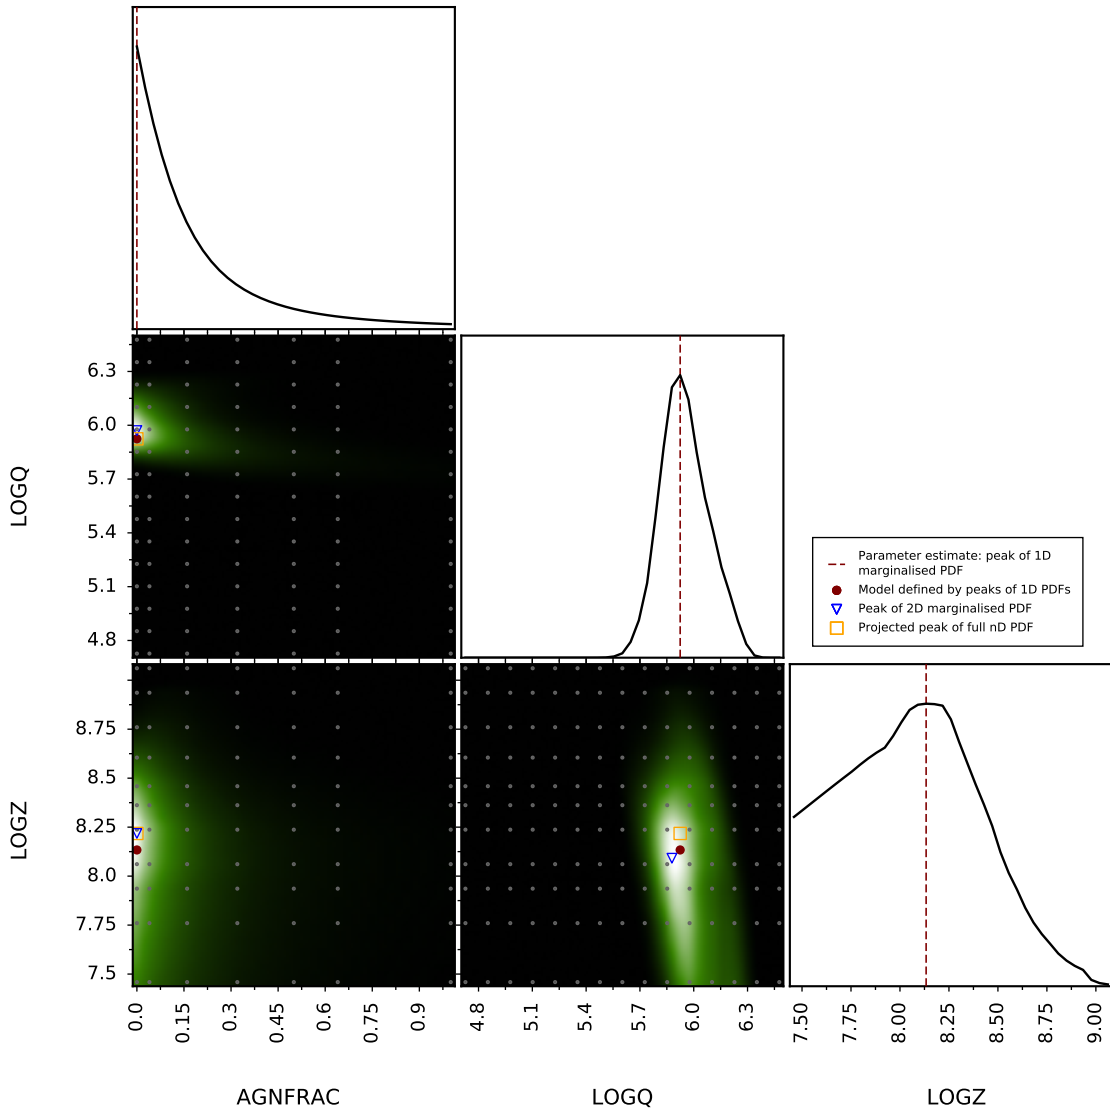 6.3
6.0
5.7
5.4
5.1
4.8
LOGQ
Parameter estimate: peak of 1D
marginalised PDF
Model defined by peaks of 1D PDFs
Peak of 2D marginalised PDF
Projected peak of full nD PDF
8.75
8.5
8.25
8.0
7.75
7.5
LOGZ
0.0 0.15 0.3 0.45 0.6 0.75 0.9
4.8 5.1 5.4 5.7 6.0 6.3
7.50 7.75 8.00 8.25 8.50 8.75 9.00
AGNFRAC LOGQ LOGZ